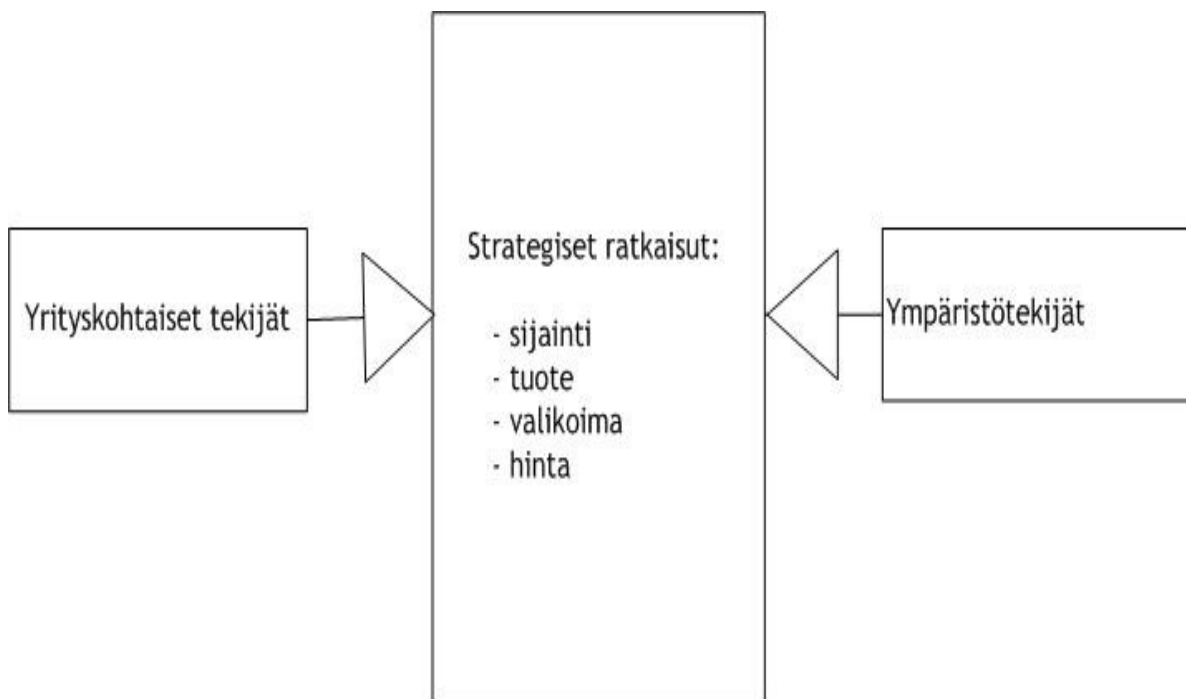 Yrityskohtaiset tekijät
Strategiset ratkaisut:
- sijainti
- tuote
- valikoima
- hinta
Ympäristötekijät